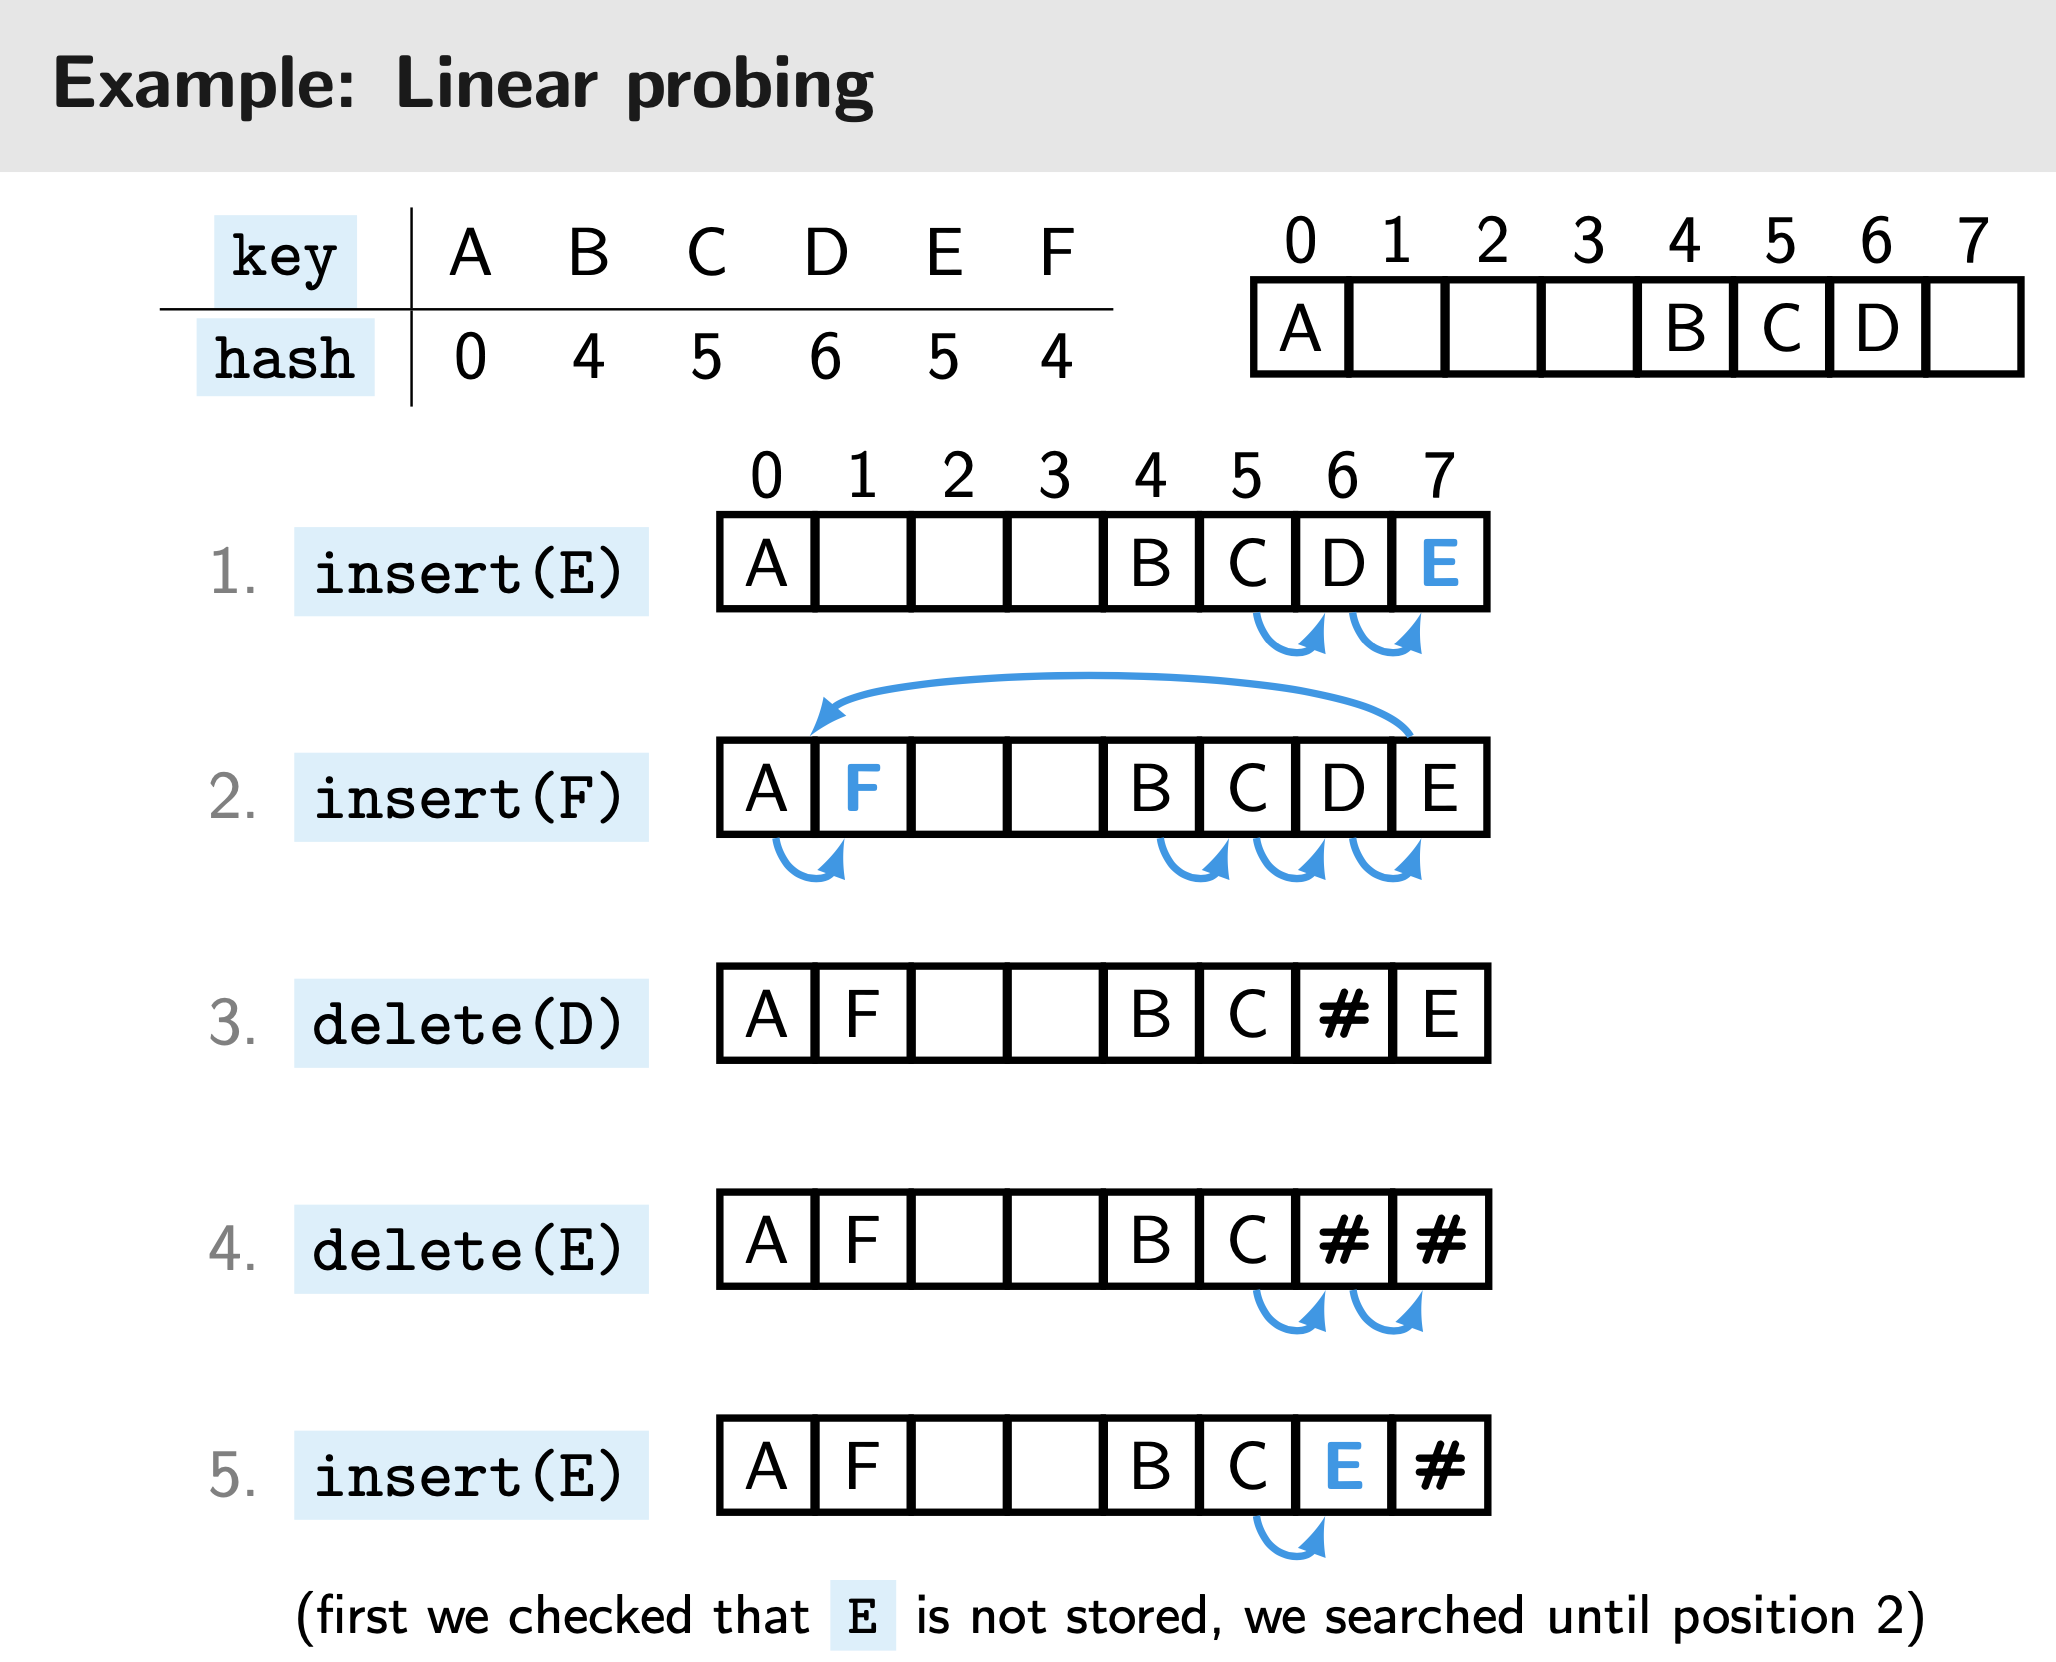 Example: Linear probing
key A B C D E F
hash 0 4 5 6 5 4
0 1 2 3 4 5 6 7
A B C D
0 1 2 3 4 5 6 7
1. insert(E) A B C D E
2. insert(F) A F B C D E
3. delete(D) A F B C # E
4. delete(E) A F B C # #
5. insert(E) A F B C E #
(first we checked that E is not stored, we searched until position 2)